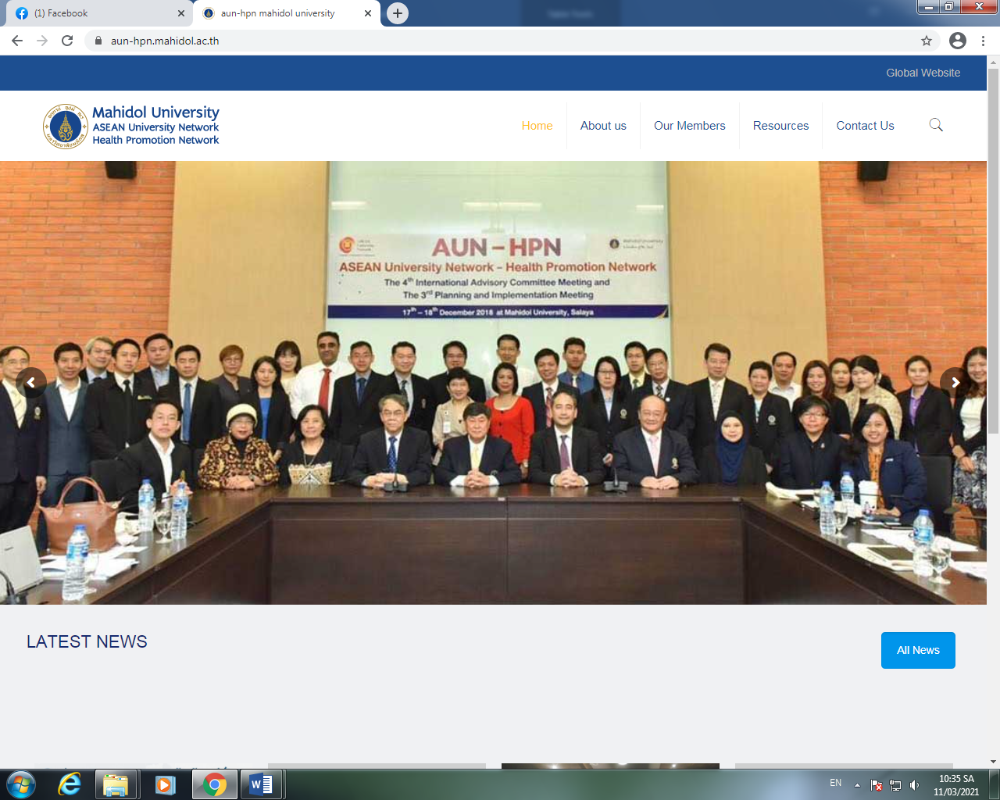 (1) Facebook
aun-hpn mahidol university
aun-hpn.mahidol.ac.th
Global Website
Mahidol University
ASEAN University Network
Health Promotion Network
Home
About us
Our Members
Resources
Contact Us
AUN – HPN
ASEAN University Network – Health Promotion Network
The 4th International Advisory Committee Meeting and
The 3rd Planning and Implementation Meeting
17th – 18th December 2018 at Mahidol University, Salaya
LATEST NEWS
All News
EN
10:35 SA
11/03/2021